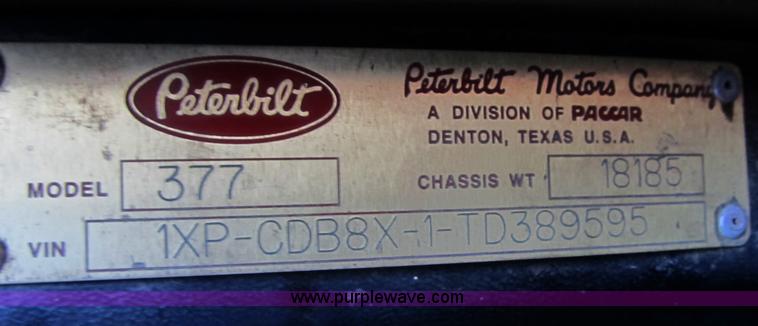 Peterbilt
Peterbilt Motors Company
A DIVISION OF PACCAR
DENTON, TEXAS U.S.A.
MODEL 377
CHASSIS WT 18185
VIN 1XP-CDB8X-1-TD389595
www.purplewave.com